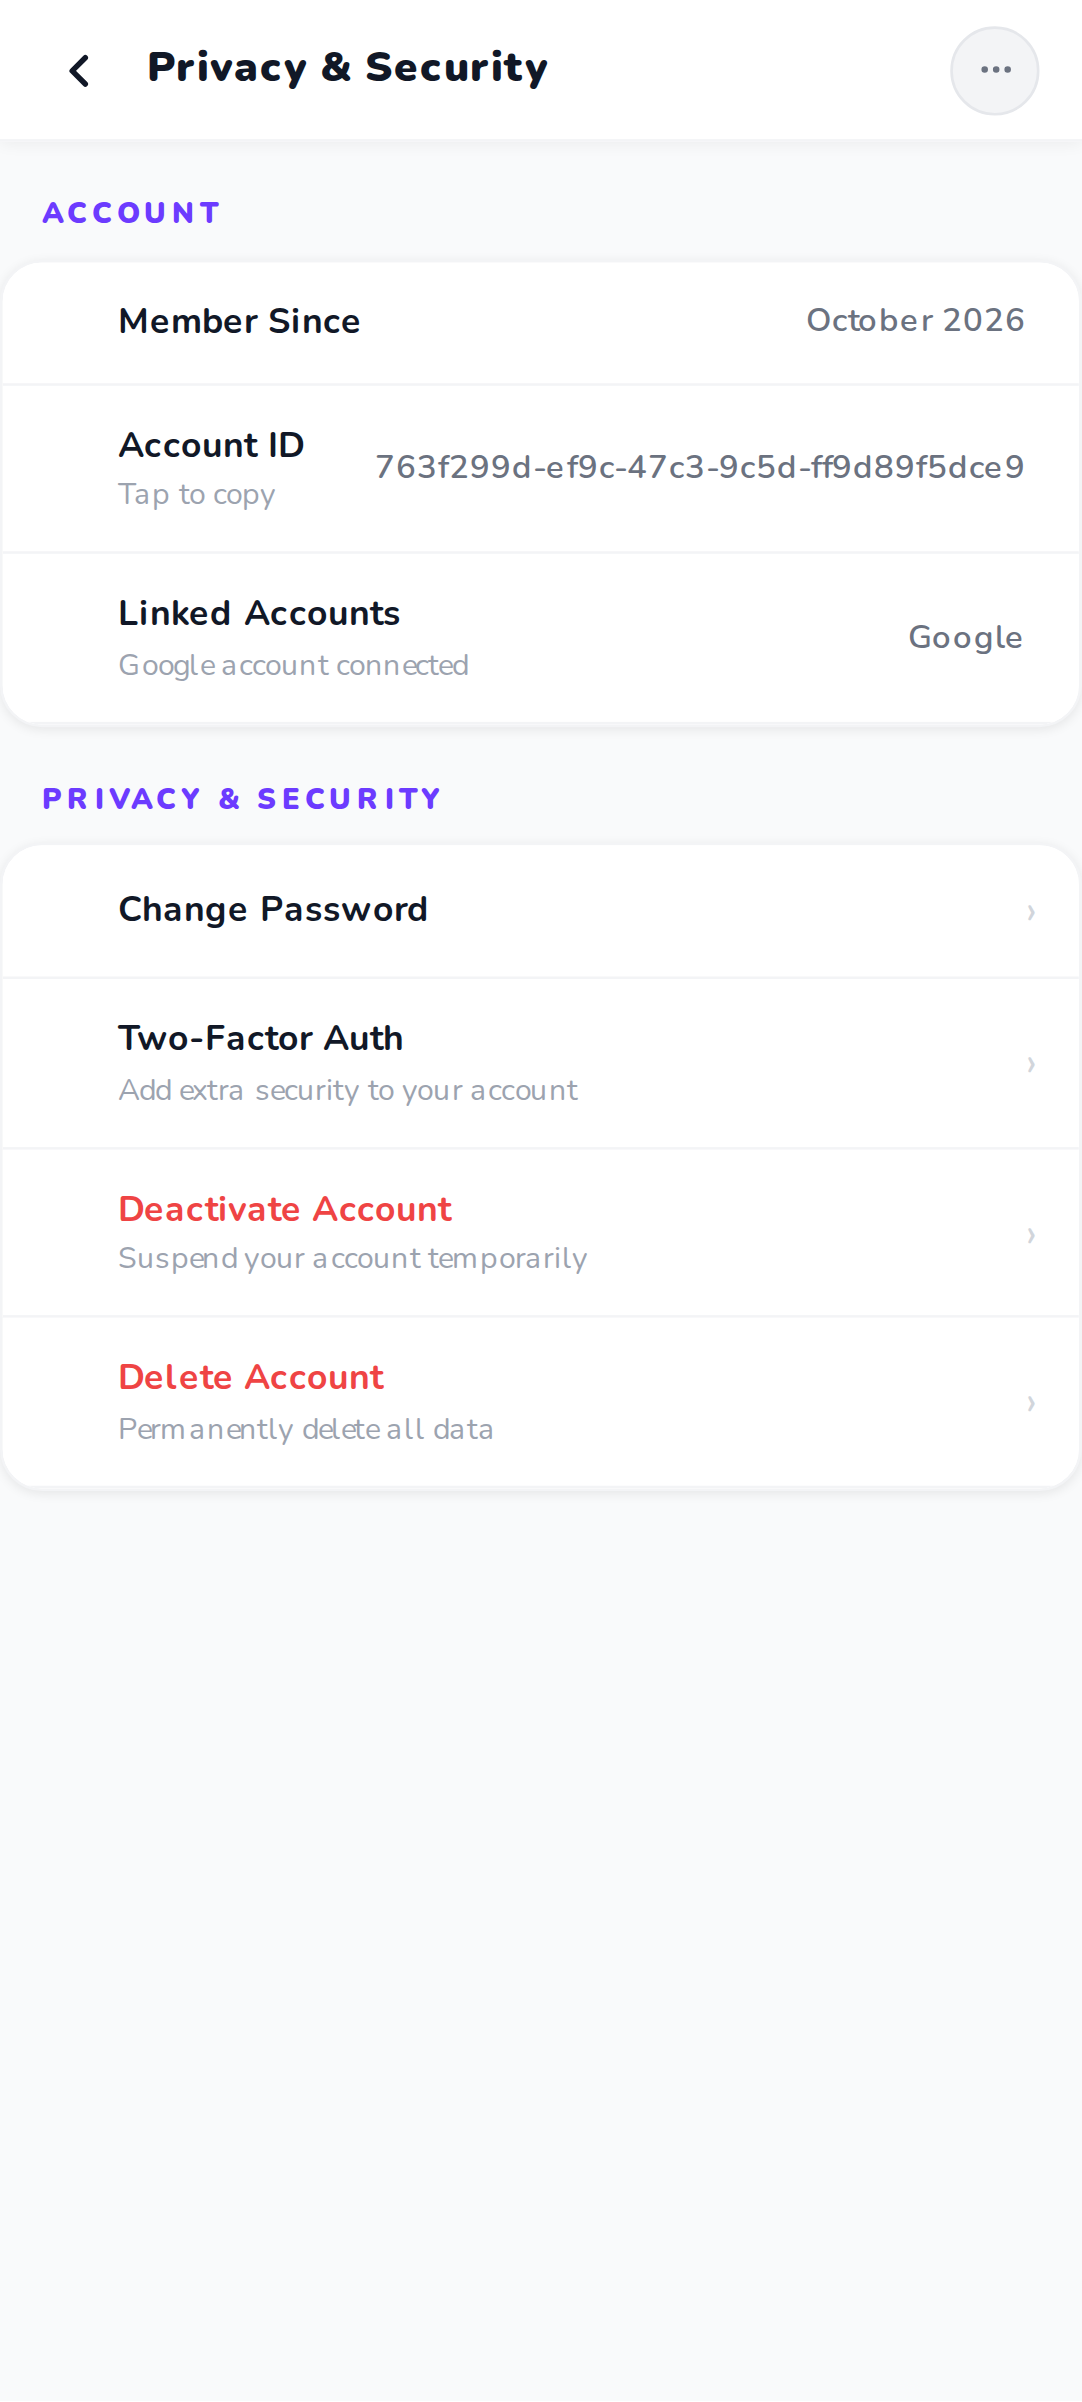 Privacy & Security
ACCOUNT
Member Since
October 2026
Account ID
Tap to copy
763f299d-ef9c-47c3-9c5d-ff9d89f5dce9
Linked Accounts
Google account connected
Google
PRIVACY & SECURITY
Change Password
Two-Factor Auth
Add extra security to your account
Deactivate Account
Suspend your account temporarily
Delete Account
Permanently delete all data